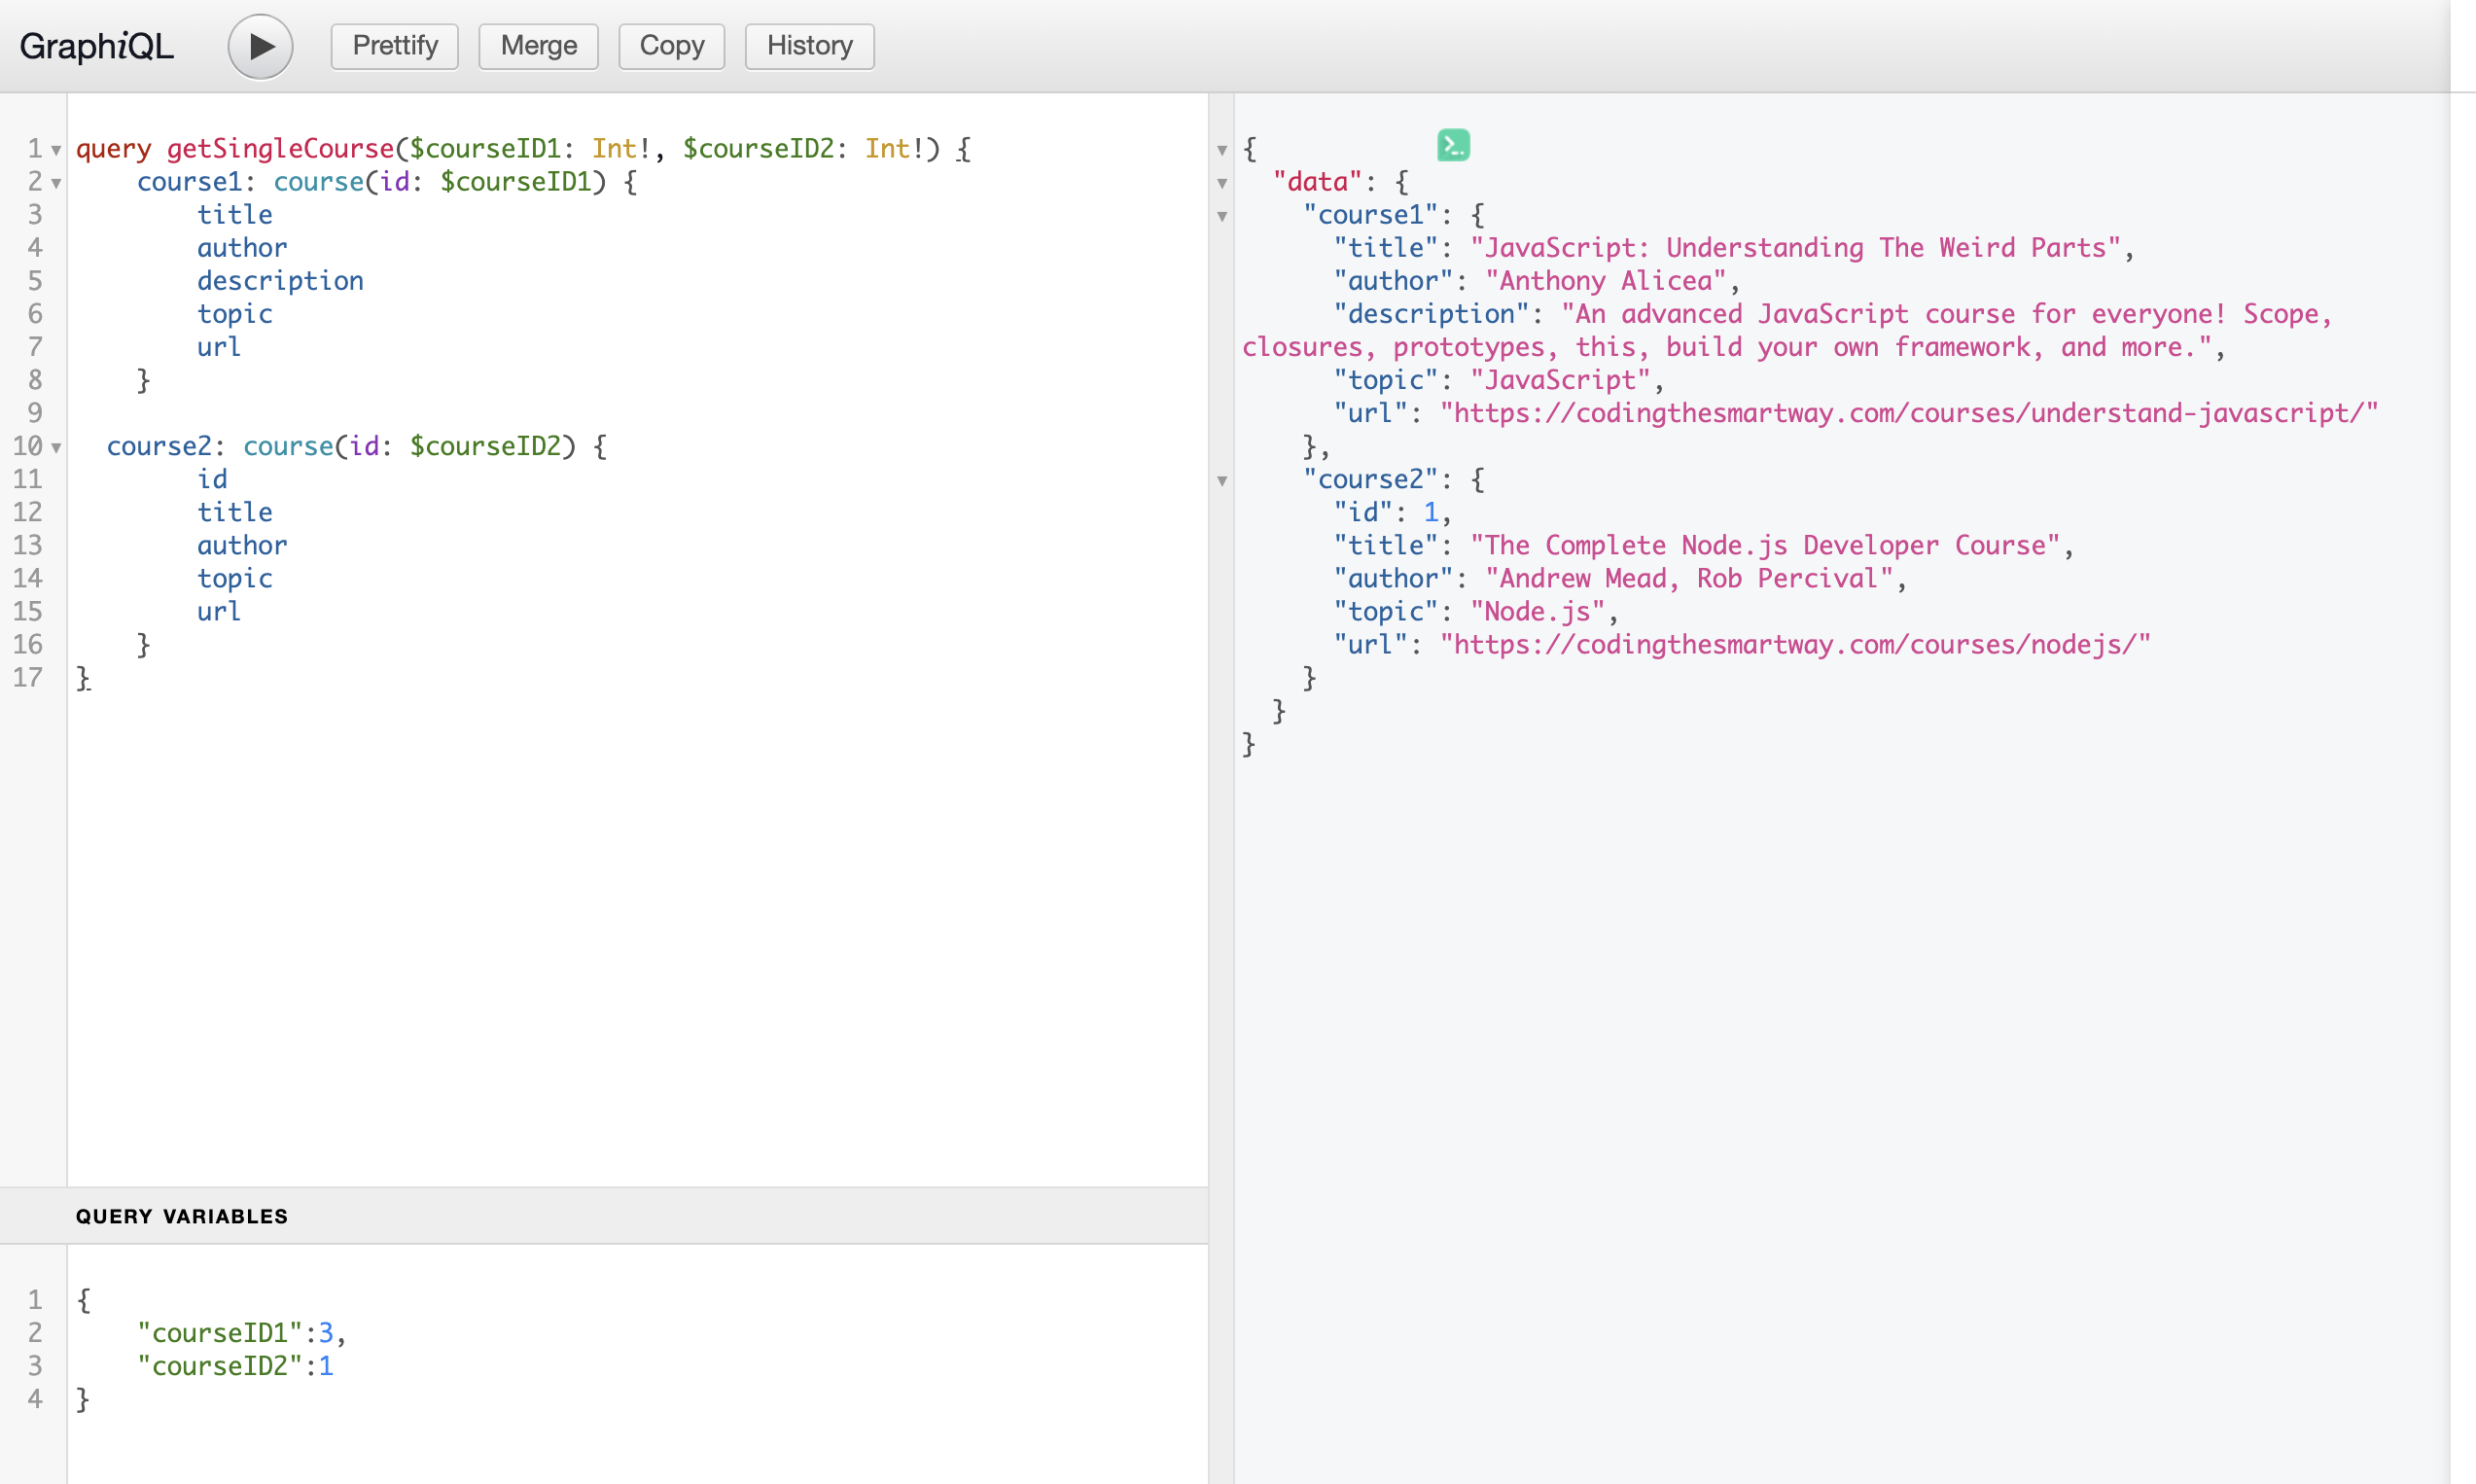 GraphiQL
Prettify
Merge
Copy
History
1 query getSingleCourse($courseID1: Int!, $courseID2: Int!) {
2     course1: course(id: $courseID1) {
3         title
4         author
5         description
6         topic
7         url
8     }
9
10   course2: course(id: $courseID2) {
11         id
12         title
13         author
14         topic
15         url
16     }
17 }
QUERY VARIABLES
1 {
2     "courseID1":3,
3     "courseID2":1
4 }
{
  "data": {
    "course1": {
      "title": "JavaScript: Understanding The Weird Parts",
      "author": "Anthony Alicea",
      "description": "An advanced JavaScript course for everyone! Scope,
closures, prototypes, this, build your own framework, and more.",
      "topic": "JavaScript",
      "url": "https://codingthesmartway.com/courses/understand-javascript/"
    },
    "course2": {
      "id": 1,
      "title": "The Complete Node.js Developer Course",
      "author": "Andrew Mead, Rob Percival",
      "topic": "Node.js",
      "url": "https://codingthesmartway.com/courses/nodejs/"
    }
  }
}